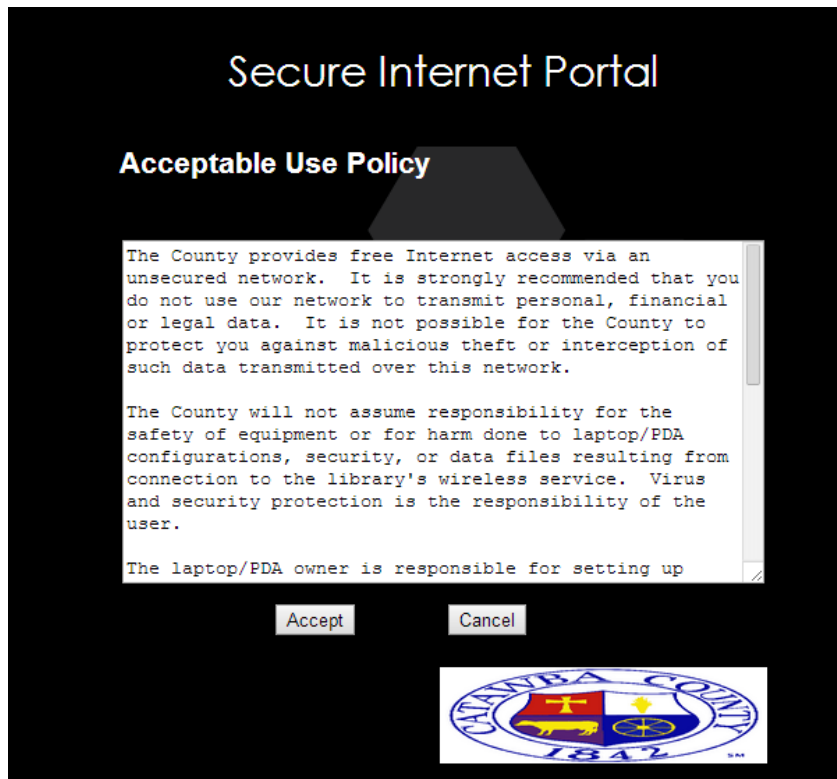 Secure Internet Portal
Acceptable Use Policy
The County provides free Internet access via an
unsecured network.  It is strongly recommended that you
do not use our network to transmit personal, financial
or legal data.  It is not possible for the County to
protect you against malicious theft or interception of
such data transmitted over this network.
The County will not assume responsibility for the
safety of equipment or for harm done to laptop/PDA
configurations, security, or data files resulting from
connection to the library's wireless service.  Virus
and security protection is the responsibility of the
user.
The laptop/PDA owner is responsible for setting up
Accept Cancel
CATAWBA COUNTY
1842 SM